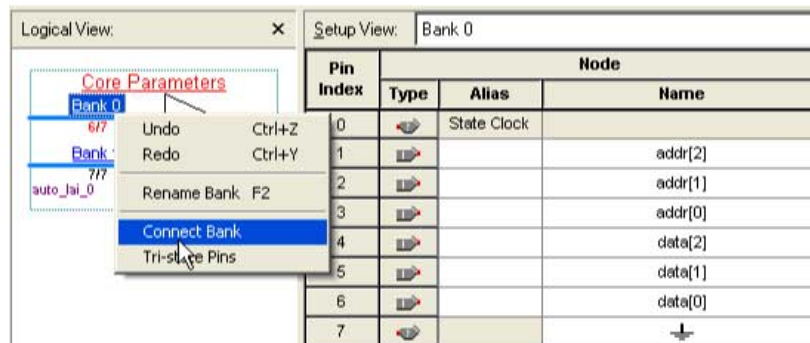 Logical View: ×
Setup View: Bank 0
Core Parameters
Bank 0
6/7
Bank
7/7
auto_lai_0
Undo Ctrl+Z
Redo Ctrl+Y
Rename Bank F2
Connect Bank
Tri-state Pins
Pin Index Node
Type Alias Name
0 State Clock
1 addr[2]
2 addr[1]
3 addr[0]
4 data[2]
5 data[1]
6 data[0]
7